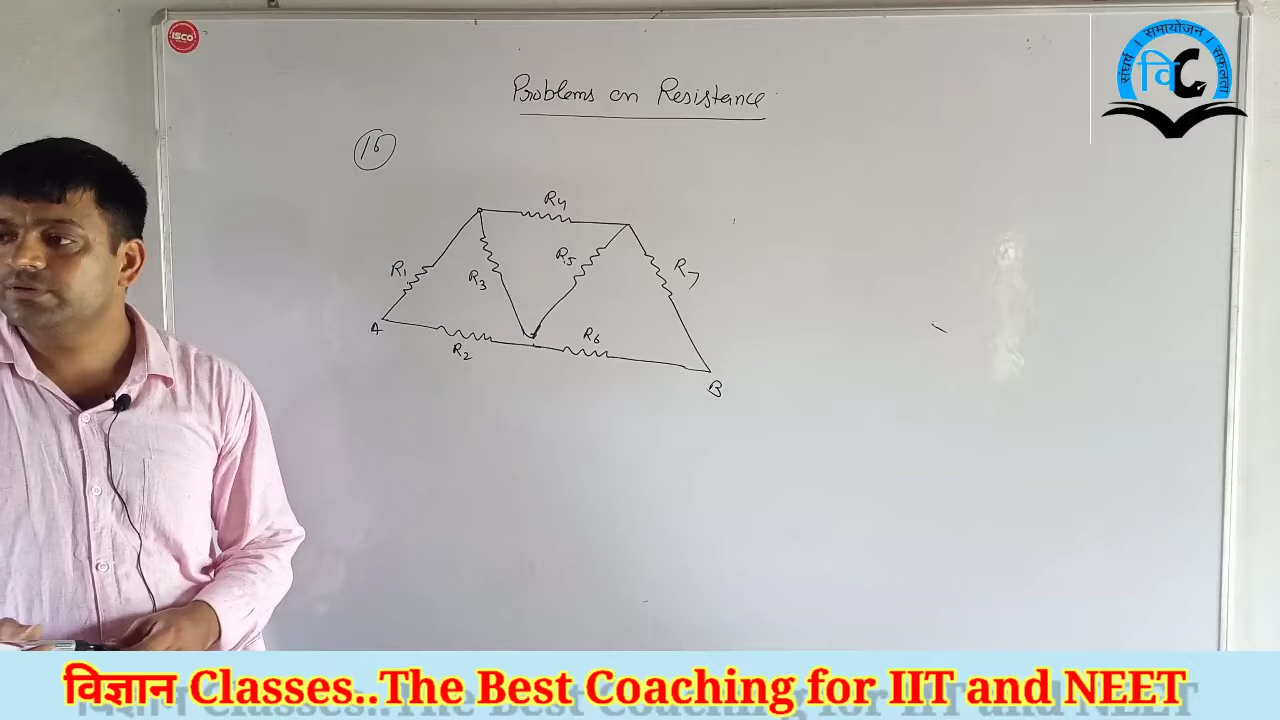 ISCO
संघर्ष । समायोजन । सफलता
वि
Problems on Resistance
16
R4
R1
R3
R5
R7
A
R2
R6
B
विज्ञान Classes..The Best Coaching for IIT and NEET